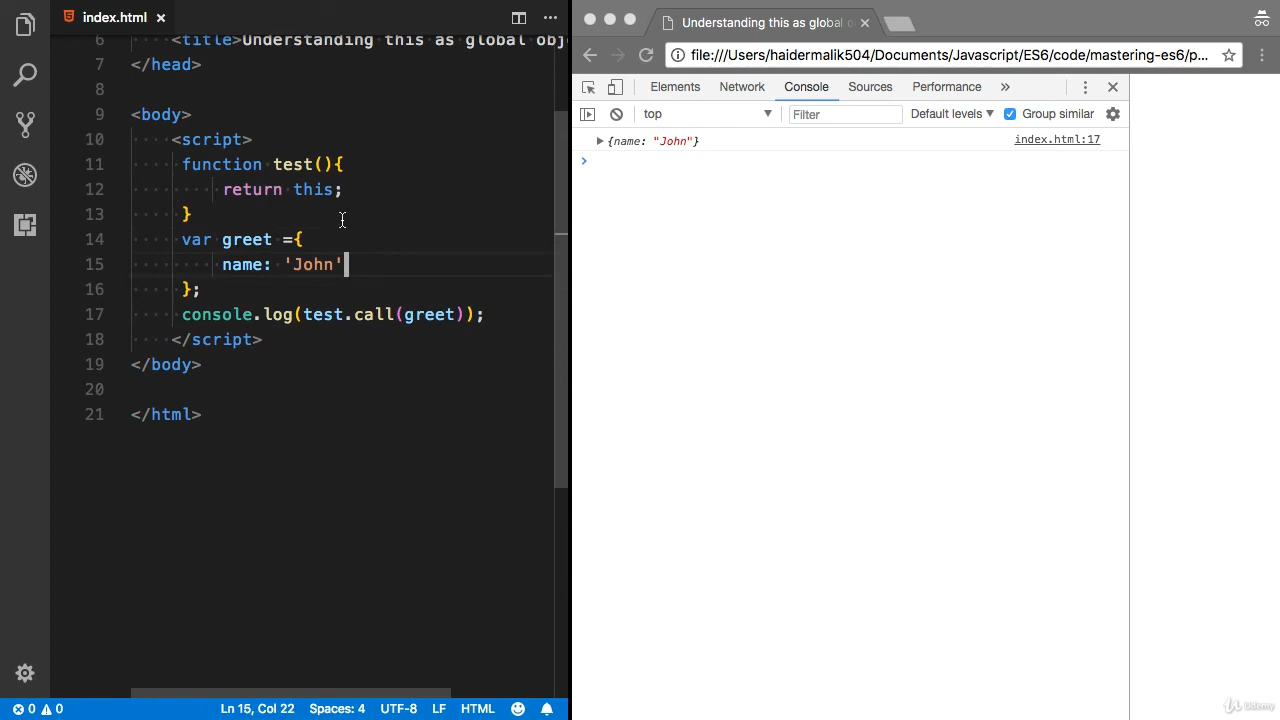 index.html
6 <title>Understanding this as global obj
7 </head>
8
9 <body>
10 <script>
11 function test(){
12 return this;
13 }
14 var greet ={
15 name: 'John'
16 };
17 console.log(test.call(greet));
18 </script>
19 </body>
20
21 </html>
0 0 Ln 15, Col 22 Spaces: 4 UTF-8 LF HTML
Understanding this as global o
file:///Users/haidermalik504/Documents/Javascript/ES6/code/mastering-es6/p...
Elements Network Console Sources Performance »
top Filter Default levels Group similar
{name: "John"} index.html:17
Udemy